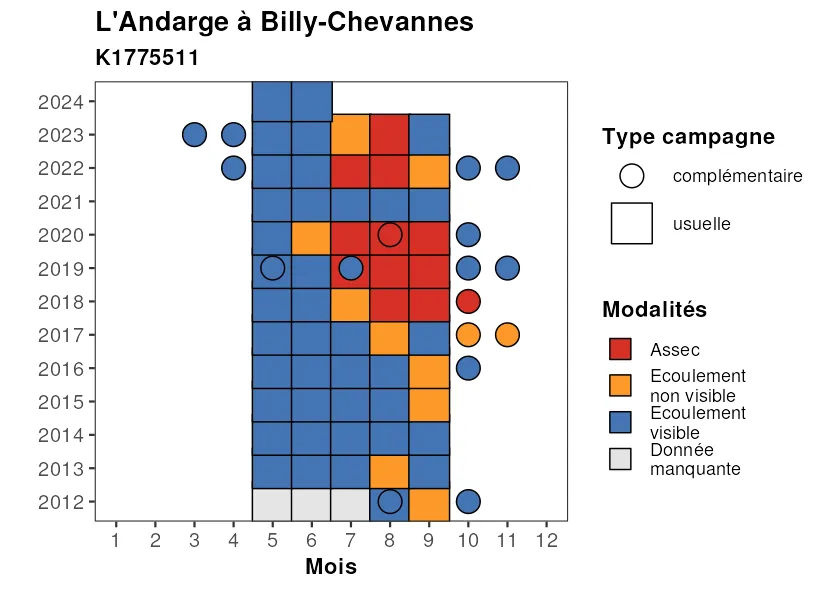 L'Andarge à Billy-Chevannes
K1775511
2024
2023
2022
2021
2020
2019
2018
2017
2016
2015
2014
2013
2012
1 2 3 4 5 6 7 8 9 10 11 12
Mois
Type campagne
complémentaire
usuelle
Modalités
Assec
Ecoulement
non visible
Ecoulement
visible
Donnée
manquante